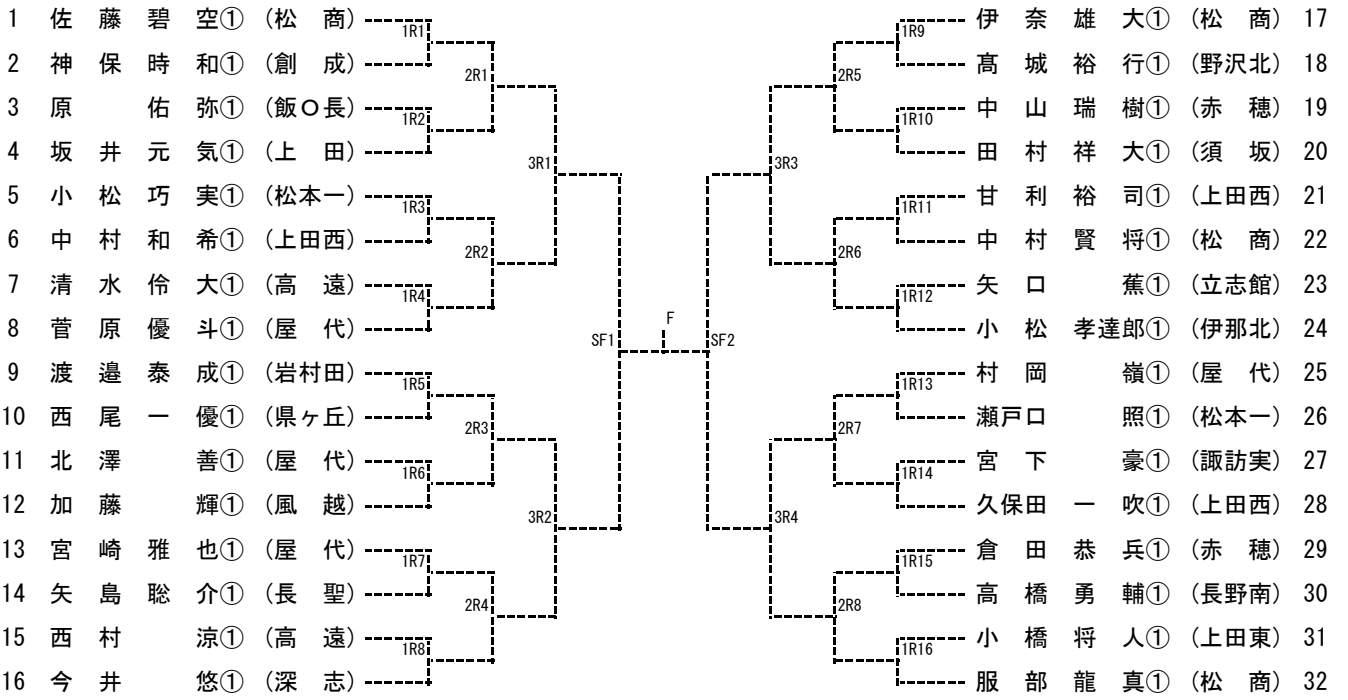 1 佐藤碧空① (松商)
1R1
2 神保時和① (創成)
2R1
3 原佑弥① (飯O長)
1R2
4 坂井元気① (上田)
3R1
5 小松巧実① (松本一)
1R3
6 中村和希① (上田西)
2R2
7 清水伶大① (高遠)
1R4
8 菅原優斗① (屋代)
SF1
9 渡邉泰成① (岩村田)
1R5
10 西尾一優① (県ヶ丘)
2R3
11 北澤善① (屋代)
1R6
12 加藤輝① (風越)
3R2
13 宮崎雅也① (屋代)
1R7
14 矢島聡介① (長聖)
2R4
15 西村涼① (高遠)
1R8
16 今井悠① (深志)
F
伊奈雄大① (松商) 17
1R9
髙城裕行① (野沢北) 18
2R5
中山瑞樹① (赤穂) 19
1R10
田村祥大① (須坂) 20
3R3
甘利裕司① (上田西) 21
1R11
中村賢将① (松商) 22
2R6
矢口蕉① (立志館) 23
1R12
小松孝達郎① (伊那北) 24
SF2
村岡嶺① (屋代) 25
1R13
瀬戸口照① (松本一) 26
2R7
宮下豪① (諏訪実) 27
1R14
久保田一吹① (上田西) 28
3R4
倉田恭兵① (赤穂) 29
1R15
高橋勇輔① (長野南) 30
2R8
小橋将人① (上田東) 31
1R16
服部龍真① (松商) 32